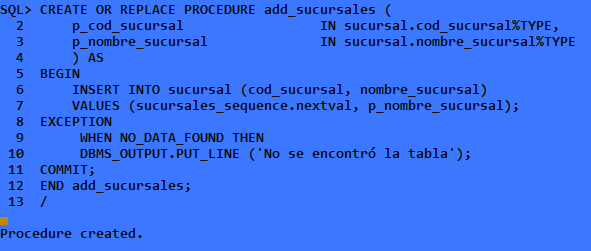 SQL> CREATE OR REPLACE PROCEDURE add_sucursales (
  2      p_cod_sucursal                 IN sucursal.cod_sucursal%TYPE,
  3      p_nombre_sucursal              IN sucursal.nombre_sucursal%TYPE
  4      ) AS
  5  BEGIN
  6      INSERT INTO sucursal (cod_sucursal, nombre_sucursal)
  7      VALUES (sucursales_sequence.nextval, p_nombre_sucursal);
  8  EXCEPTION
  9       WHEN NO_DATA_FOUND THEN
 10       DBMS_OUTPUT.PUT_LINE ('No se encontró la tabla');
 11  COMMIT;
 12  END add_sucursales;
 13  /
Procedure created.